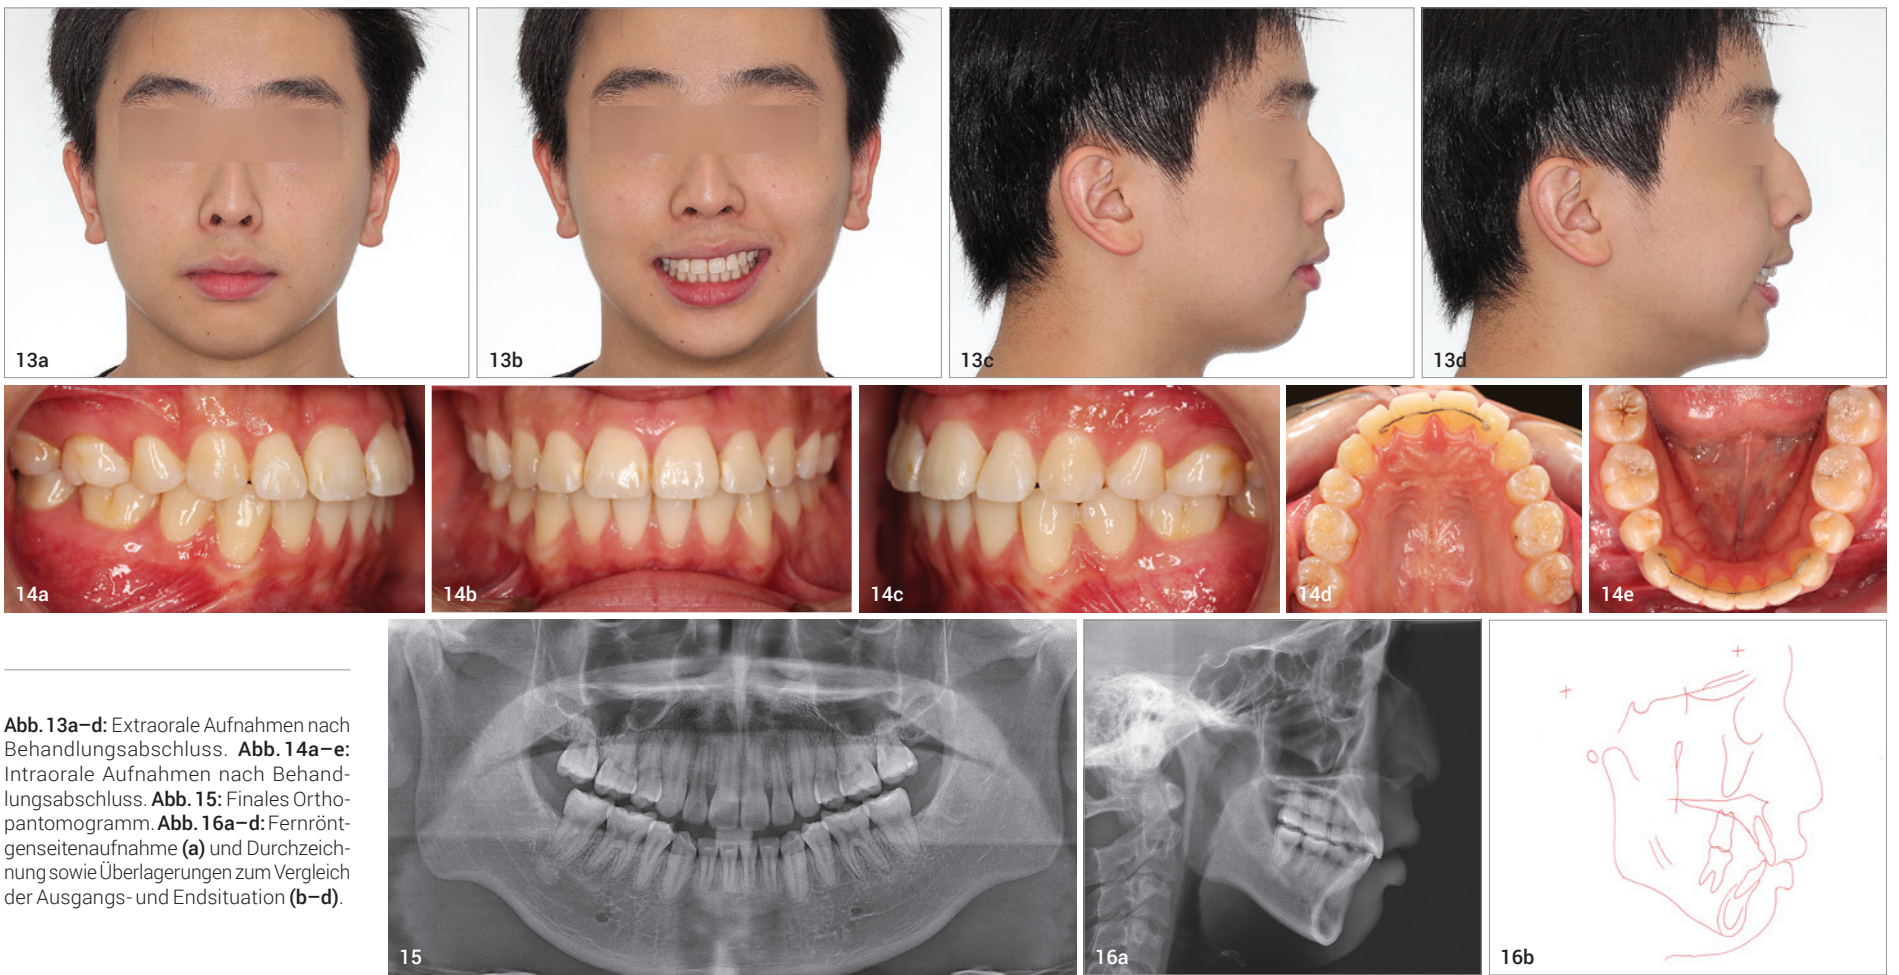 13a
13b
13c
13d
14a
14b
14c
14d
14e
Abb. 13a–d: Extraorale Aufnahmen nach
Behandlungsabschluss. Abb. 14a–e:
Intraorale Aufnahmen nach Behand-
lungsabschluss. Abb. 15: Finales Ortho-
pantomogramm. Abb. 16a–d: Fernrönt-
genseitenaufnahme (a) und Durchzeich-
nung sowie Überlagerungen zum Vergleich
der Ausgangs- und Endsituation (b–d).
15
16a
16b